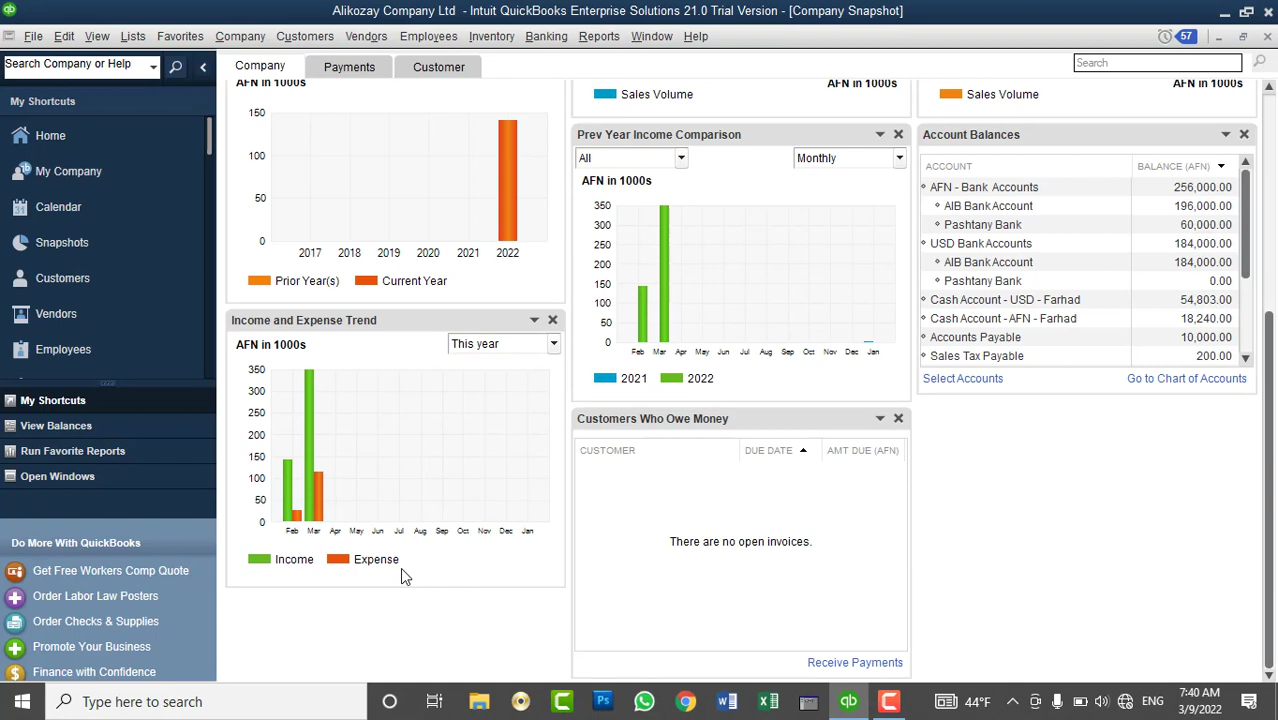 Alikozay Company Ltd  - Intuit QuickBooks Enterprise Solutions 21.0 Trial Version - [Company Snapshot]
File Edit View Lists Favorites Company Customers Vendors Employees Inventory Banking Reports Window Help 57
Search Company or Help
Company Payments Customer Search
My Shortcuts
Home
My Company
Calendar
Snapshots
Customers
Vendors
Employees
My Shortcuts
View Balances
Run Favorite Reports
Open Windows
Do More With QuickBooks
Get Free Workers Comp Quote
Order Labor Law Posters
Order Checks & Supplies
Promote Your Business
Finance with Confidence
AFN in 1000s
150
100
50
0
2017 2018 2019 2020 2021 2022
Prior Year(s) Current Year
Income and Expense Trend
AFN in 1000s This year
350
300
250
200
150
100
50
0
Feb Mar Apr May Jun Jul Aug Sep Oct Nov Dec Jan
Income Expense
AFN in 1000s
Sales Volume
Prev Year Income Comparison
All Monthly
AFN in 1000s
350
300
250
200
150
100
50
0
Feb Mar Apr May Jun Jul Aug Sep Oct Nov Dec Jan
2021 2022
Customers Who Owe Money
CUSTOMER DUE DATE AMT DUE (AFN)
There are no open invoices.
Receive Payments
AFN in 1000s
Sales Volume
Account Balances
ACCOUNT BALANCE (AFN)
AFN - Bank Accounts 256,000.00
AIB Bank Account 196,000.00
Pashtany Bank 60,000.00
USD Bank Accounts 184,000.00
AIB Bank Account 184,000.00
Pashtany Bank 0.00
Cash Account - USD - Farhad 54,803.00
Cash Account - AFN - Farhad 18,240.00
Accounts Payable 10,000.00
Sales Tax Payable 200.00
Select Accounts Go to Chart of Accounts
Type here to search
44°F ENG
7:40 AM
3/9/2022